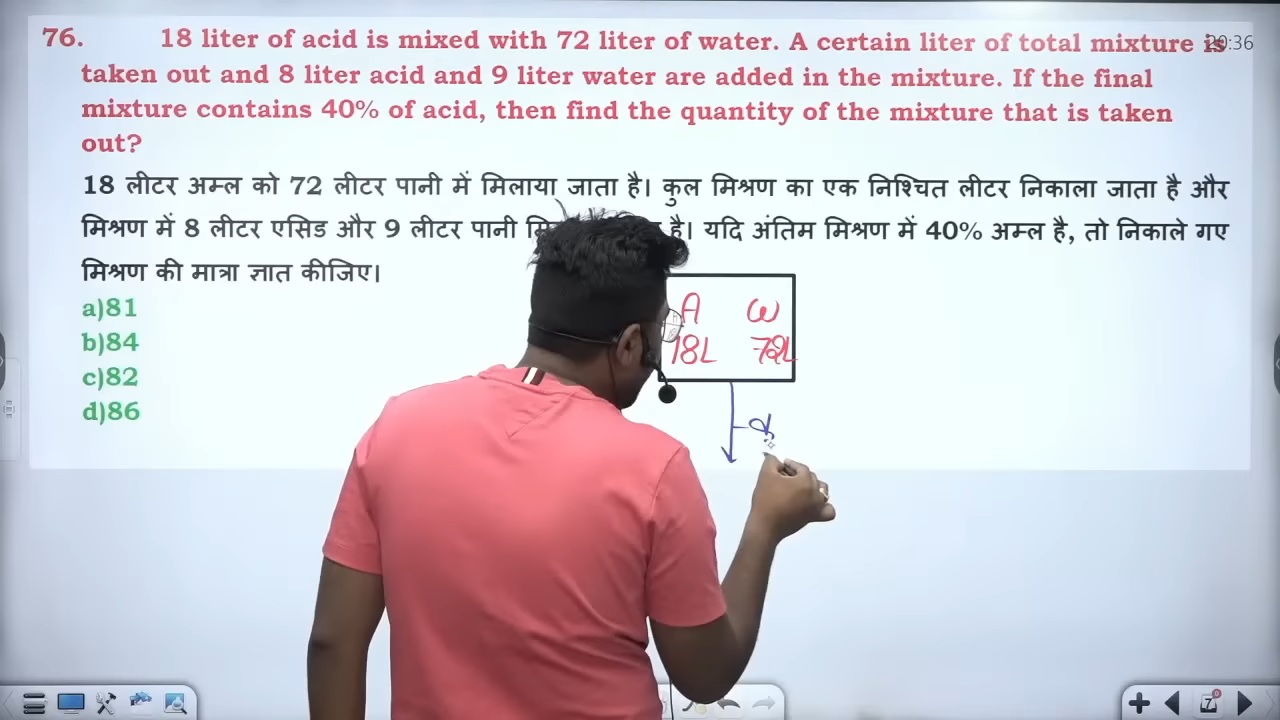 76. 18 liter of acid is mixed with 72 liter of water. A certain liter of total mixture is
20:36
taken out and 8 liter acid and 9 liter water are added in the mixture. If the final
mixture contains 40% of acid, then find the quantity of the mixture that is taken
out?
18 लीटर अम्ल को 72 लीटर पानी में मिलाया जाता है। कुल मिश्रण का एक निश्चित लीटर निकाला जाता है और
मिश्रण में 8 लीटर एसिड और 9 लीटर पानी है। यदि अंतिम मिश्रण में 40% अम्ल है, तो निकाले गए
मिश्रण की मात्रा ज्ञात कीजिए।
a)81
b)84
c)82
d)86
A W
18L 72L